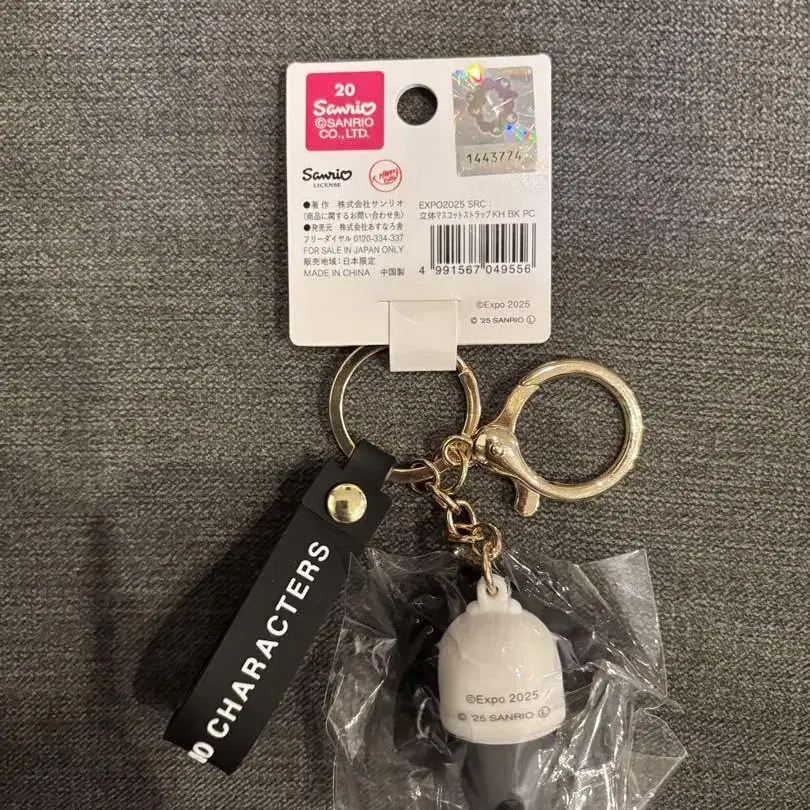 20
Sanrio
©SANRIO
CO., LTD.
1443774
Sanrio
LICENSE
●著作 株式会社サンリオ
(商品に関するお問い合わせ先)
●発売元 株式会社あすなろ舎
フリーダイヤル 0120-334-337
FOR SALE IN JAPAN ONLY
販売地域：日本限定
MADE IN CHINA 中国製
EXPO2025 SRC：
立体マスコットストラップKH BK PC
4 991567 049556
©Expo 2025
© '25 SANRIO Ⓛ
O CHARACTERS
©Expo 2025
© '25 SANRIO Ⓛ